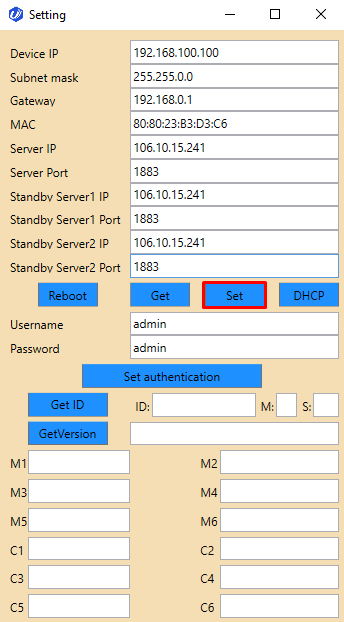 Setting
Device IP 192.168.100.100
Subnet mask 255.255.0.0
Gateway 192.168.0.1
MAC 80:80:23:B3:D3:C6
Server IP 106.10.15.241
Server Port 1883
Standby Server1 IP 106.10.15.241
Standby Server1 Port 1883
Standby Server2 IP 106.10.15.241
Standby Server2 Port 1883
Reboot Get Set DHCP
Username admin
Password admin
Set authentication
Get ID ID: M: S:
GetVersion
M1 M2
M3 M4
M5 M6
C1 C2
C3 C4
C5 C6